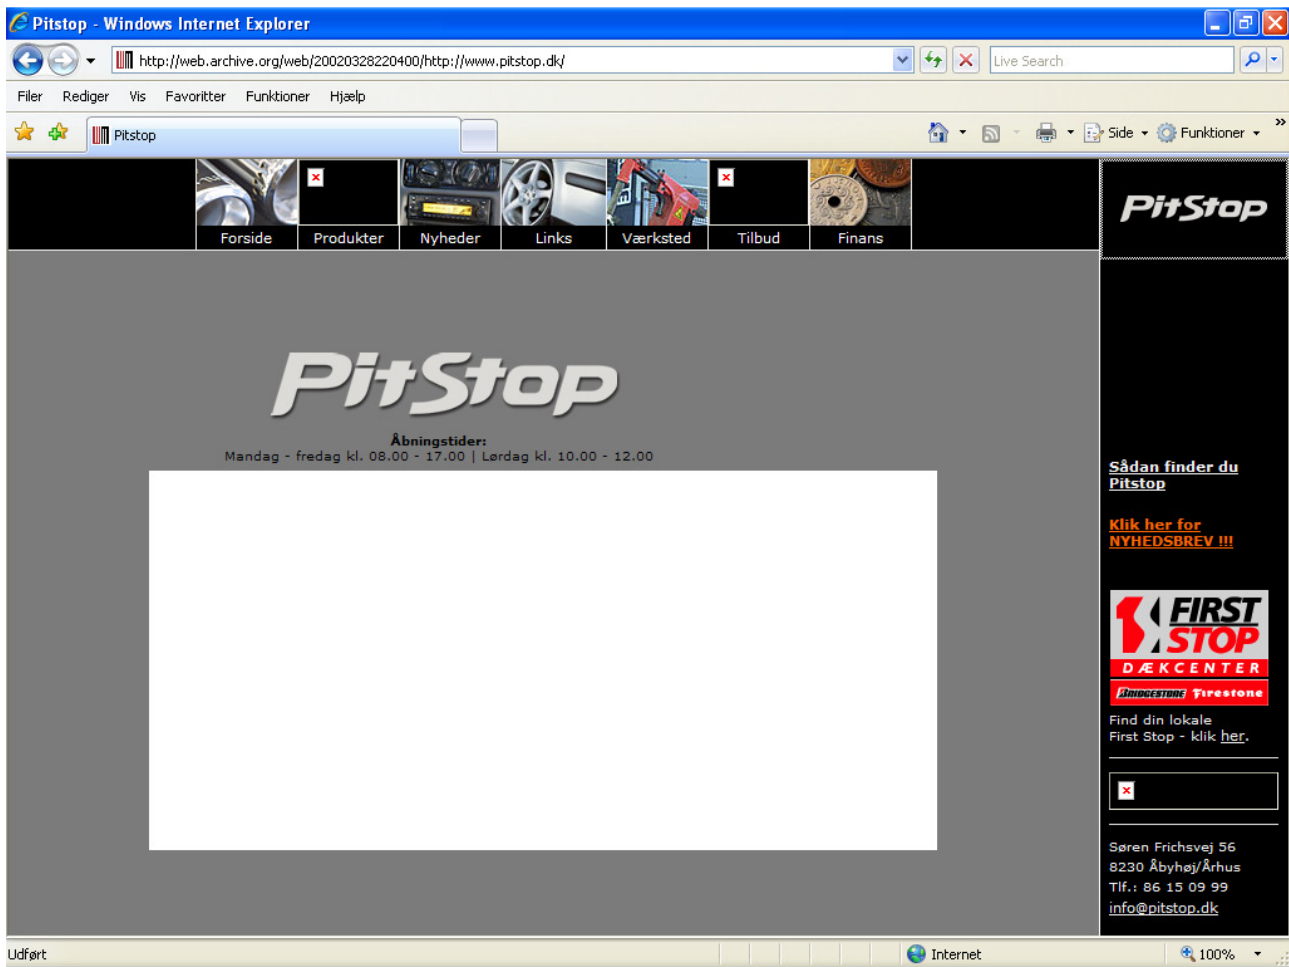 Pitstop - Windows Internet Explorer
http://web.archive.org/web/20020328220400/http://www.pitstop.dk/
Live Search
Filer Rediger Vis Favoritter Funktioner Hjælp
Pitstop
Side Funktioner »
Forside Produkter Nyheder Links Værksted Tilbud Finans
PitStop
PitStop
Åbningstider:
Mandag - fredag kl. 08.00 - 17.00 | Lørdag kl. 10.00 - 12.00
Sådan finder du
Pitstop
Klik her for
NYHEDSBREV !!!
1 FIRST
STOP
DÆKCENTER
BRIDGESTONE Firestone
Find din lokale
First Stop - klik her.
Søren Frichsvej 56
8230 Åbyhøj/Århus
Tlf.: 86 15 09 99
info@pitstop.dk
Udført
Internet
100%